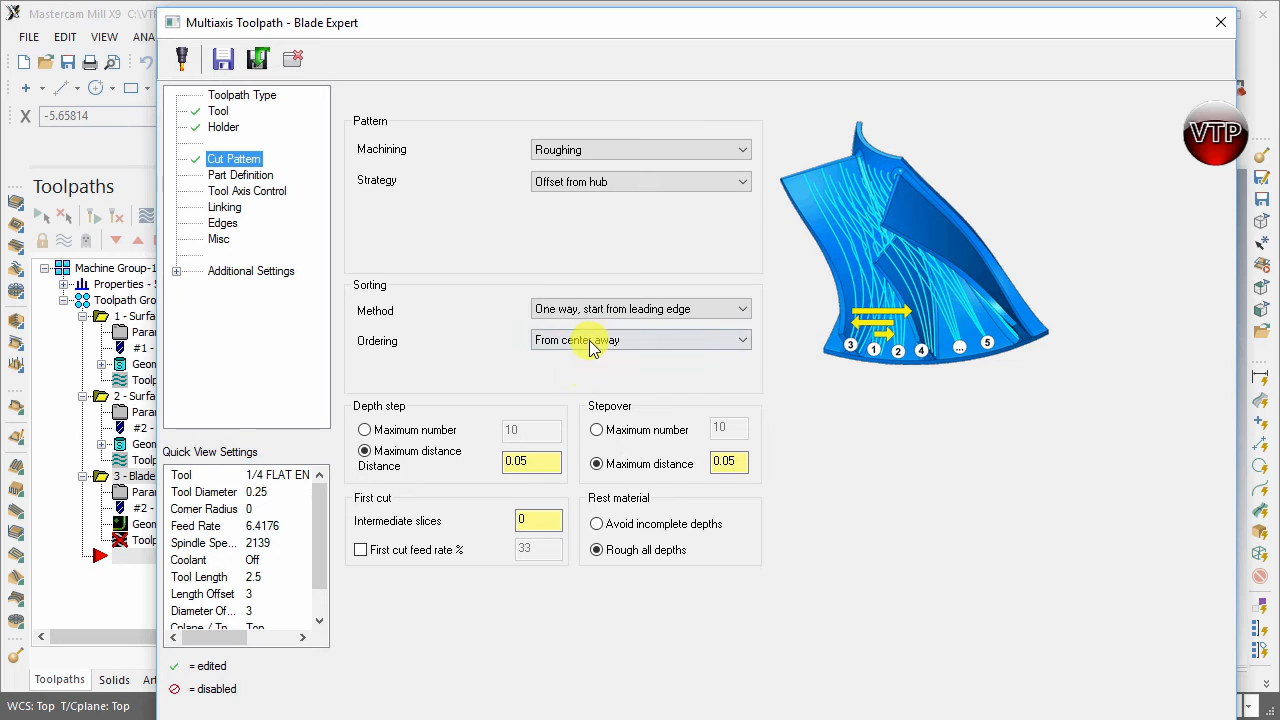 Mastercam Mill X9 C:\VT
Multiaxis Toolpath - Blade Expert
FILE EDIT VIEW ANA
X -5.65814
VTP
Toolpaths
Machine Group-1
Properties -
Toolpath Gro
1 - Surfa
Para
#1 -
Geo
Toolp
2 - Surfa
Para
#2 -
Geo
Toolp
3 - Blade
Para
#2 -
Geon
Toolp
Toolpaths Solids Art
WCS: Top T/Cplane: Top
Toolpath Type
Tool
Holder
Cut Pattern
Part Definition
Tool Axis Control
Linking
Edges
Misc
Additional Settings
Quick View Settings
Tool 1/4 FLAT EN
Tool Diameter 0.25
Corner Radius 0
Feed Rate 6.4176
Spindle Spe... 2139
Coolant Off
Tool Length 2.5
Length Offset 3
Diameter Of... 3
Cplane / Tp... Top
= edited
= disabled
Pattern
Machining Roughing
Strategy Offset from hub
Sorting
Method One way, start from leading edge
Ordering From center away
Depth step
Maximum number 10
Maximum distance
Distance 0.05
Stepover
Maximum number 10
Maximum distance 0.05
First cut
Intermediate slices 0
First cut feed rate % 33
Rest material
Avoid incomplete depths
Rough all depths
3 1 2 4 ... 5